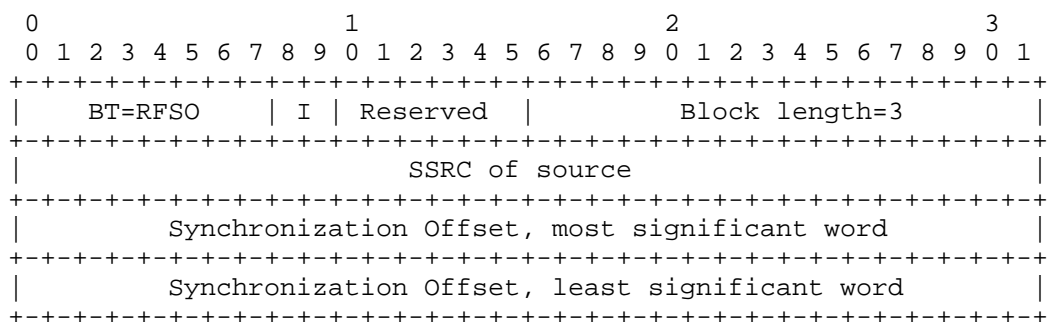 0                   1                   2                   3
 0 1 2 3 4 5 6 7 8 9 0 1 2 3 4 5 6 7 8 9 0 1 2 3 4 5 6 7 8 9 0 1
+-+-+-+-+-+-+-+-+-+-+-+-+-+-+-+-+-+-+-+-+-+-+-+-+-+-+-+-+-+-+-+-+
|    BT=RFSO    | I | Reserved  |         Block length=3        |
+-+-+-+-+-+-+-+-+-+-+-+-+-+-+-+-+-+-+-+-+-+-+-+-+-+-+-+-+-+-+-+-+
|                        SSRC of source                         |
+-+-+-+-+-+-+-+-+-+-+-+-+-+-+-+-+-+-+-+-+-+-+-+-+-+-+-+-+-+-+-+-+
|         Synchronization Offset, most significant word         |
+-+-+-+-+-+-+-+-+-+-+-+-+-+-+-+-+-+-+-+-+-+-+-+-+-+-+-+-+-+-+-+-+
|         Synchronization Offset, least significant word        |
+-+-+-+-+-+-+-+-+-+-+-+-+-+-+-+-+-+-+-+-+-+-+-+-+-+-+-+-+-+-+-+-+